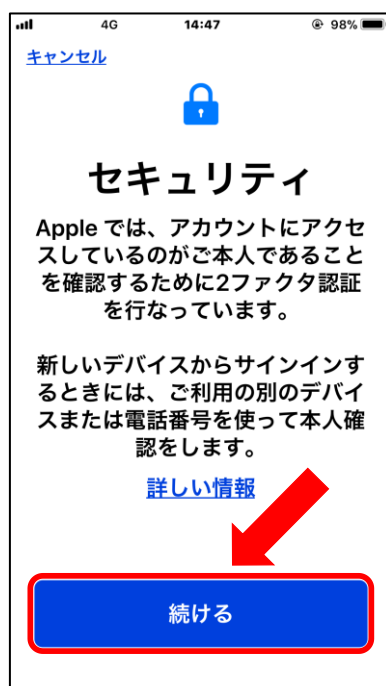 4G 14:47 98%
キャンセル
セキュリティ
Apple では、アカウントにアクセ
スしているのがご本人であること
を確認するために2ファクタ認証
を行なっています。
新しいデバイスからサインインす
るときには、ご利用の別のデバイ
スまたは電話番号を使って本人確
認をします。
詳しい情報
続ける